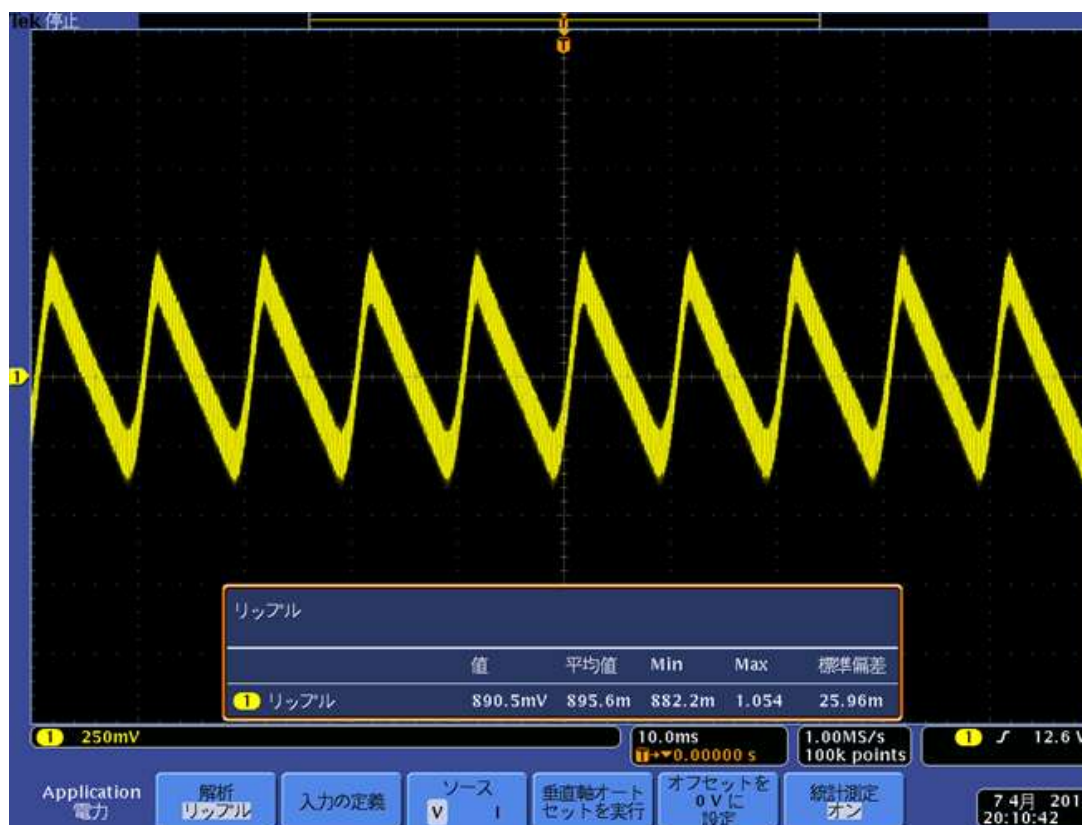 Tek 停止
T
T
1
リップル
値 平均値 Min Max 標準偏差
1 リップル 890.5mV 895.6m 882.2m 1.054 25.96m
1 250mV
10.0ms
T→▼0.00000 s
1.00MS/s
100k points
1 12.6 V
Application
電力
解析
リップル
入力の定義
ソース
V I
垂直軸オート
セットを実行
オフセットを
0 Vに
設定
統計測定
オン
7 4月 201
20:10:42